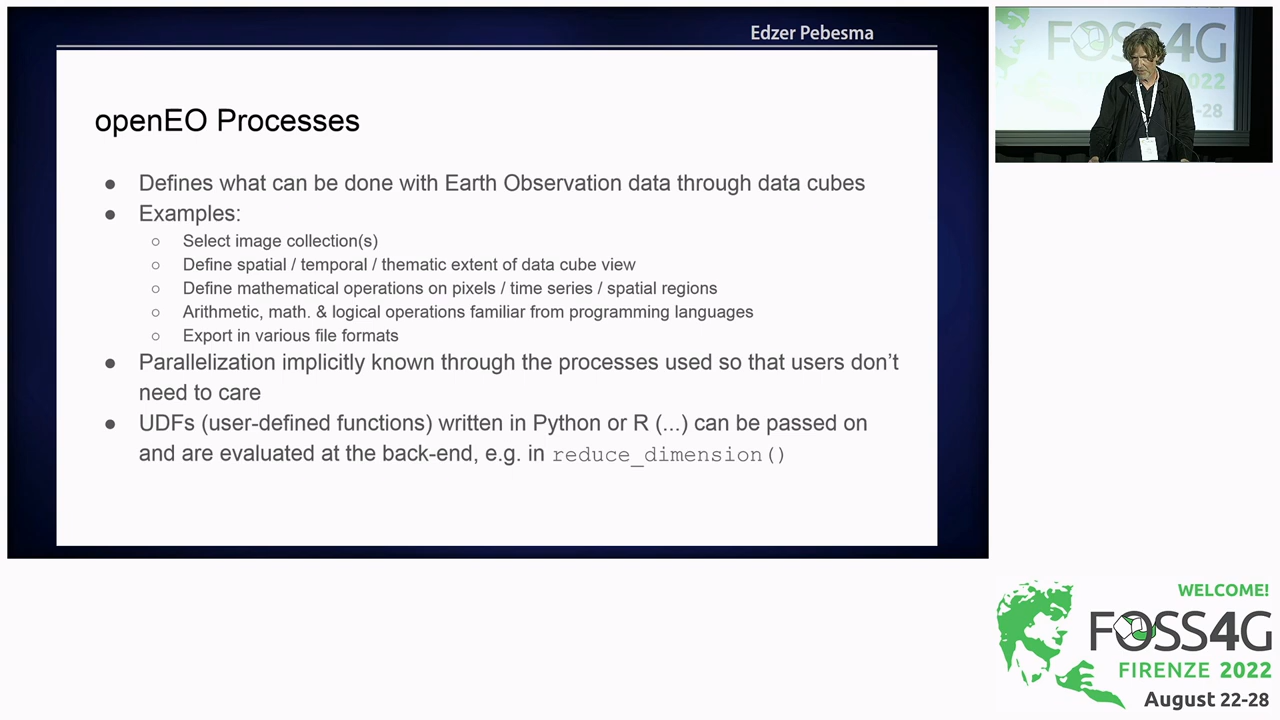 Edzer Pebesma
openEO Processes
● Defines what can be done with Earth Observation data through data cubes
● Examples:
○ Select image collection(s)
○ Define spatial / temporal / thematic extent of data cube view
○ Define mathematical operations on pixels / time series / spatial regions
○ Arithmetic, math. & logical operations familiar from programming languages
○ Export in various file formats
● Parallelization implicitly known through the processes used so that users don't
need to care
● UDFs (user-defined functions) written in Python or R (...) can be passed on
and are evaluated at the back-end, e.g. in reduce_dimension()
FOSS4G
2022
-28
WELCOME!
FOSS4G
FIRENZE 2022
August 22-28